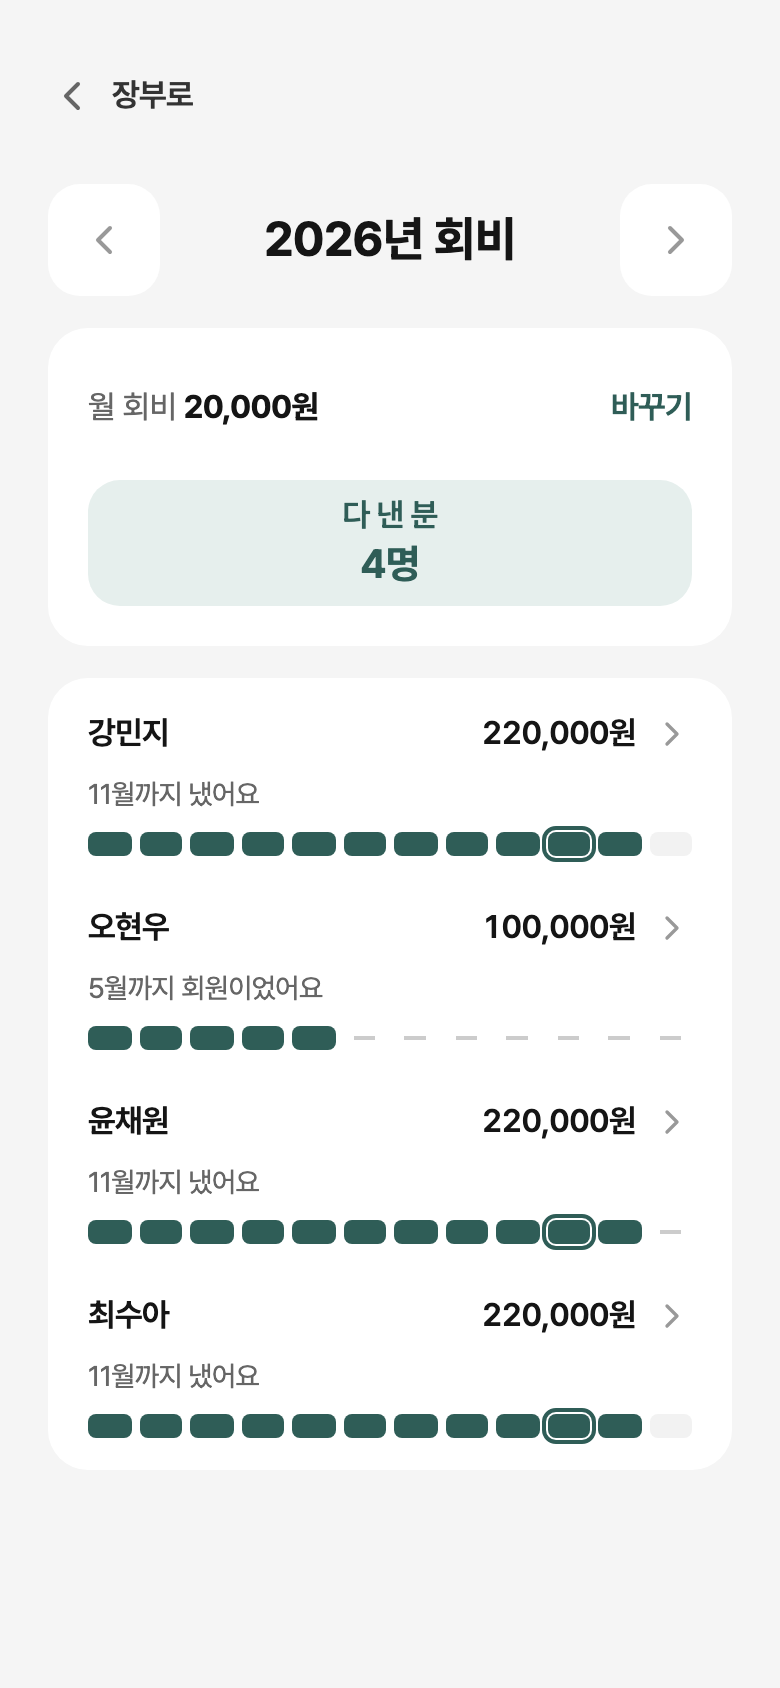 장부로
2026년 회비
월 회비 20,000원 바꾸기
다 낸 분
4명
강민지 220,000원
11월까지 냈어요
오현우 100,000원
5월까지 회원이었어요
윤채원 220,000원
11월까지 냈어요
최수아 220,000원
11월까지 냈어요